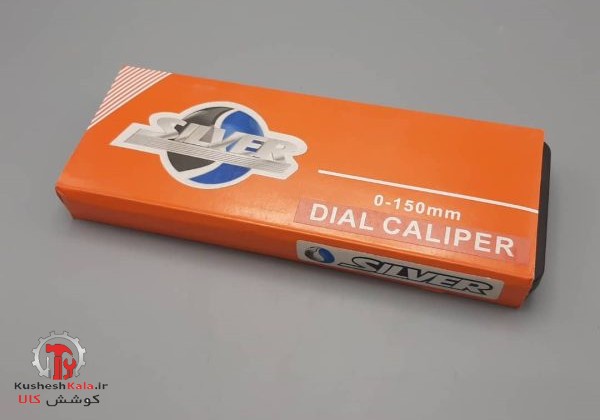 SILVER
0-150mm
DIAL CALIPER
SILVER
KusheshKala.ir
کوشش کالا